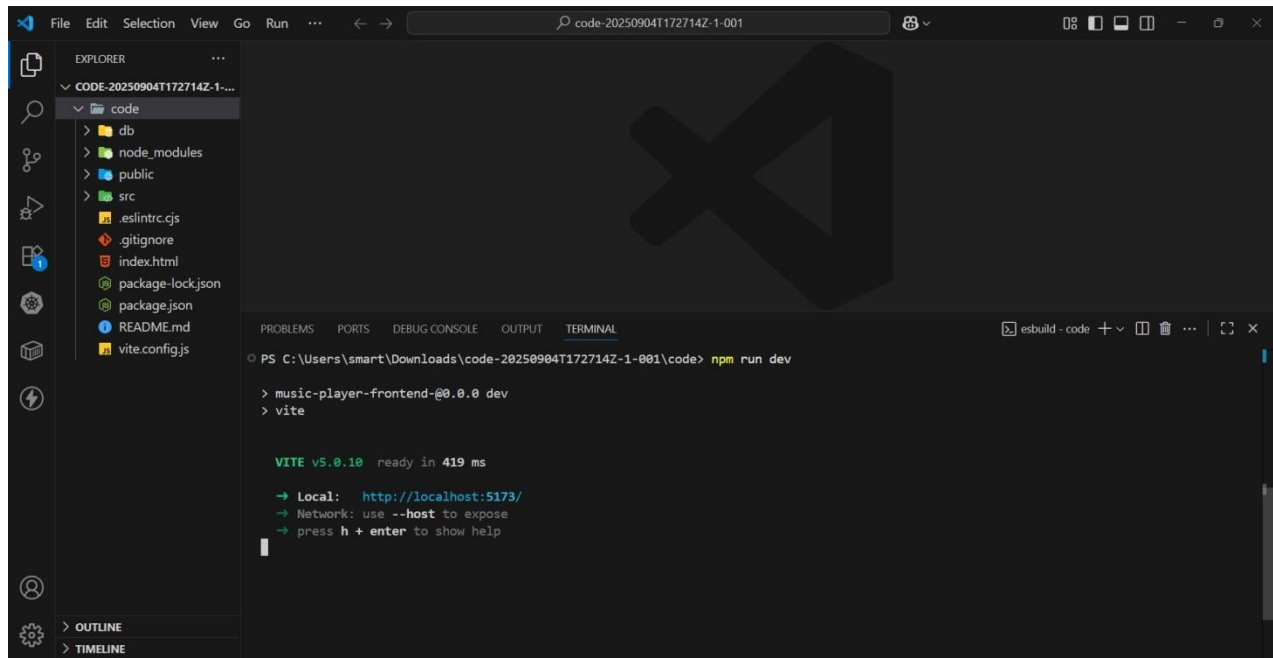 File Edit Selection View Go Run ···
code-20250904T172714Z-1-001
EXPLORER
CODE-20250904T172714Z-1-...
code
db
node_modules
public
src
JS .eslintrc.cjs
.gitignore
index.html
package-lock.json
package.json
README.md
JS vite.config.js
1
OUTLINE
TIMELINE
PROBLEMS PORTS DEBUG CONSOLE OUTPUT TERMINAL
esbuild - code
PS C:\Users\smart\Downloads\code-20250904T172714Z-1-001\code> npm run dev
> music-player-frontend-@0.0.0 dev
> vite
VITE v5.0.10 ready in 419 ms
→ Local: http://localhost:5173/
→ Network: use --host to expose
→ press h + enter to show help